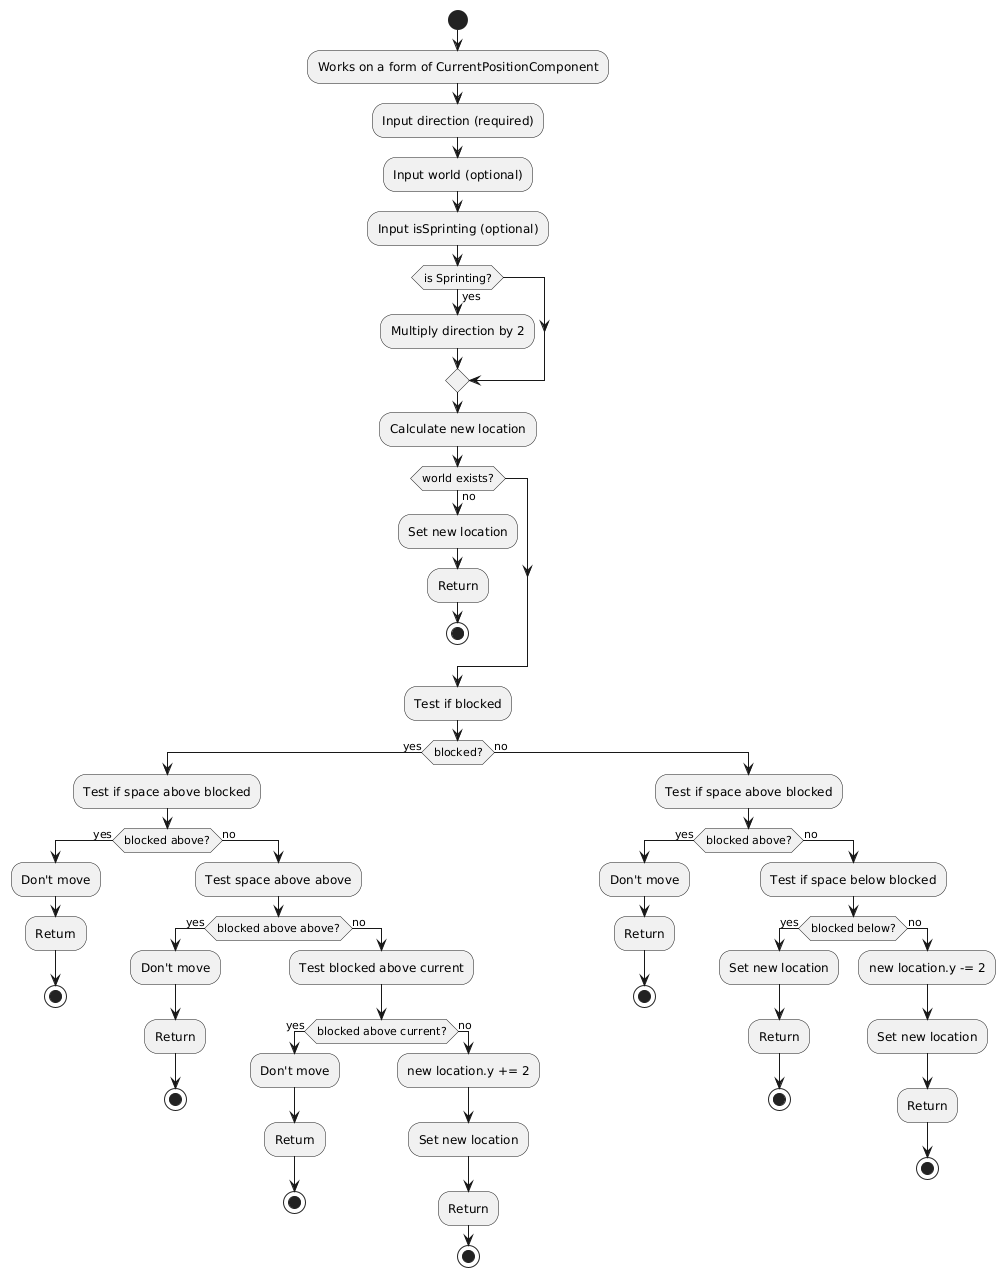 Works on a form of CurrentPositionComponent
Input direction (required)
Input world (optional)
Input isSprinting (optional)
is Sprinting?
yes
Multiply direction by 2
Calculate new location
world exists?
no
Set new location
Return
Test if blocked
yes
blocked?
no
Test if space above blocked
yes
blocked above?
no
Don't move
Return
Test space above above
yes
blocked above above?
no
Don't move
Return
Test blocked above current
yes
blocked above current?
no
Don't move
Return
new location.y += 2
Set new location
Return
Test if space above blocked
yes
blocked above?
no
Don't move
Return
Test if space below blocked
yes
blocked below?
no
Set new location
Return
new location.y -= 2
Set new location
Return